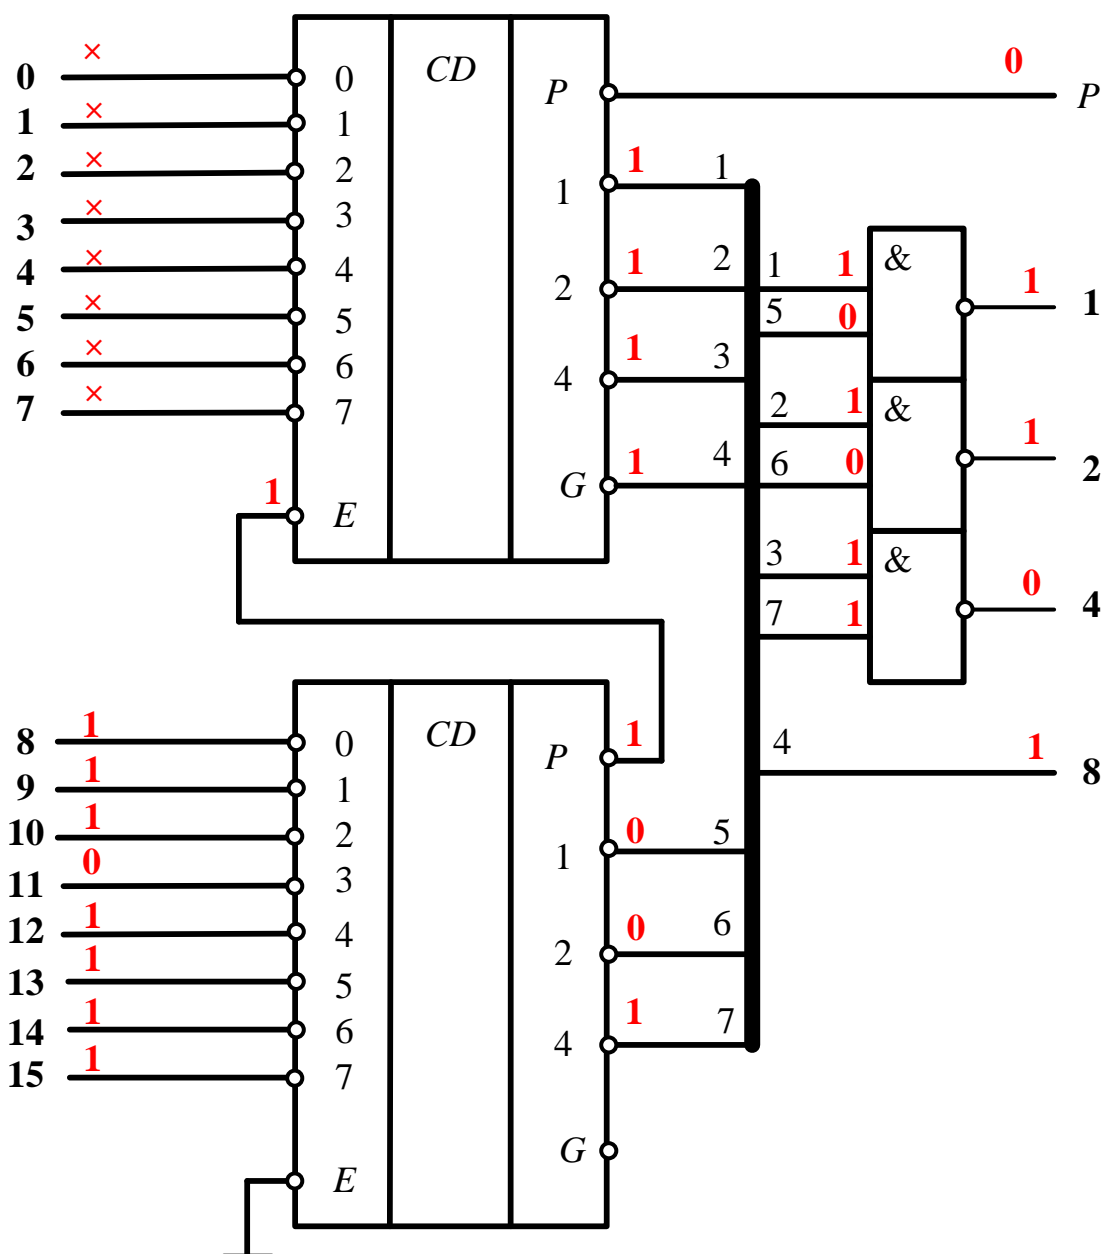 × 0 0 CD P 0 P
× 1 1
× 2 2 1 1 1
× 3 3
× 4 4 2 1 2 1 1 & 1 1
× 5 5 5 0
× 6 6 4 1 3
× 7 7 2 1 & 1 2
G 1 4 6 0
1 E
3 1 & 0 4
7 1
8 1 0 CD P 1 4 1 8
9 1 1
10 1 2 1 0 5
11 0 3
12 1 4 2 0 6
13 1 5
14 1 6 4 1 7
15 1 7
G
E